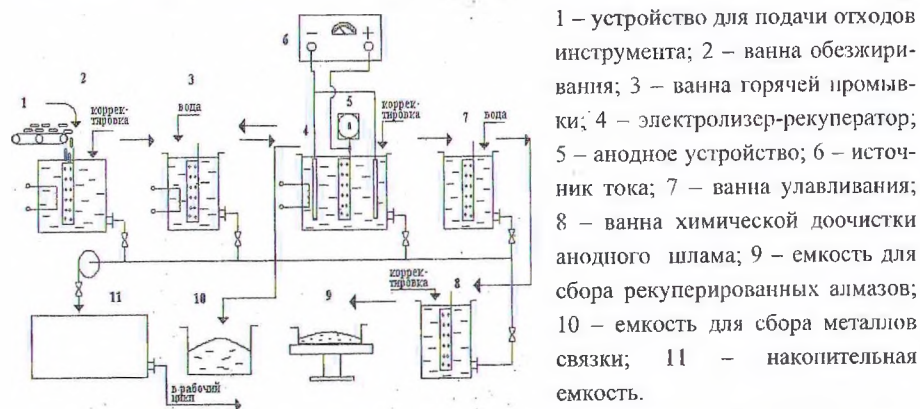 6
2
3
1
5
4
7
коррек-
тировка
вода
коррек-
тировка
вода
коррек-
тировка
8
11
10
9
в рабочий
цикл
1 – устройство для подачи отходов
инструмента; 2 – ванна обезжири-
вания; 3 – ванна горячей промыв-
ки; 4 – электролизер-рекуператор;
5 – анодное устройство; 6 – источ-
ник тока; 7 – ванна улавливания;
8 – ванна химической доочистки
анодного шлама; 9 – емкость для
сбора рекуперированных алмазов;
10 – емкость для сбора металлов
связки; 11 – накопительная
емкость.